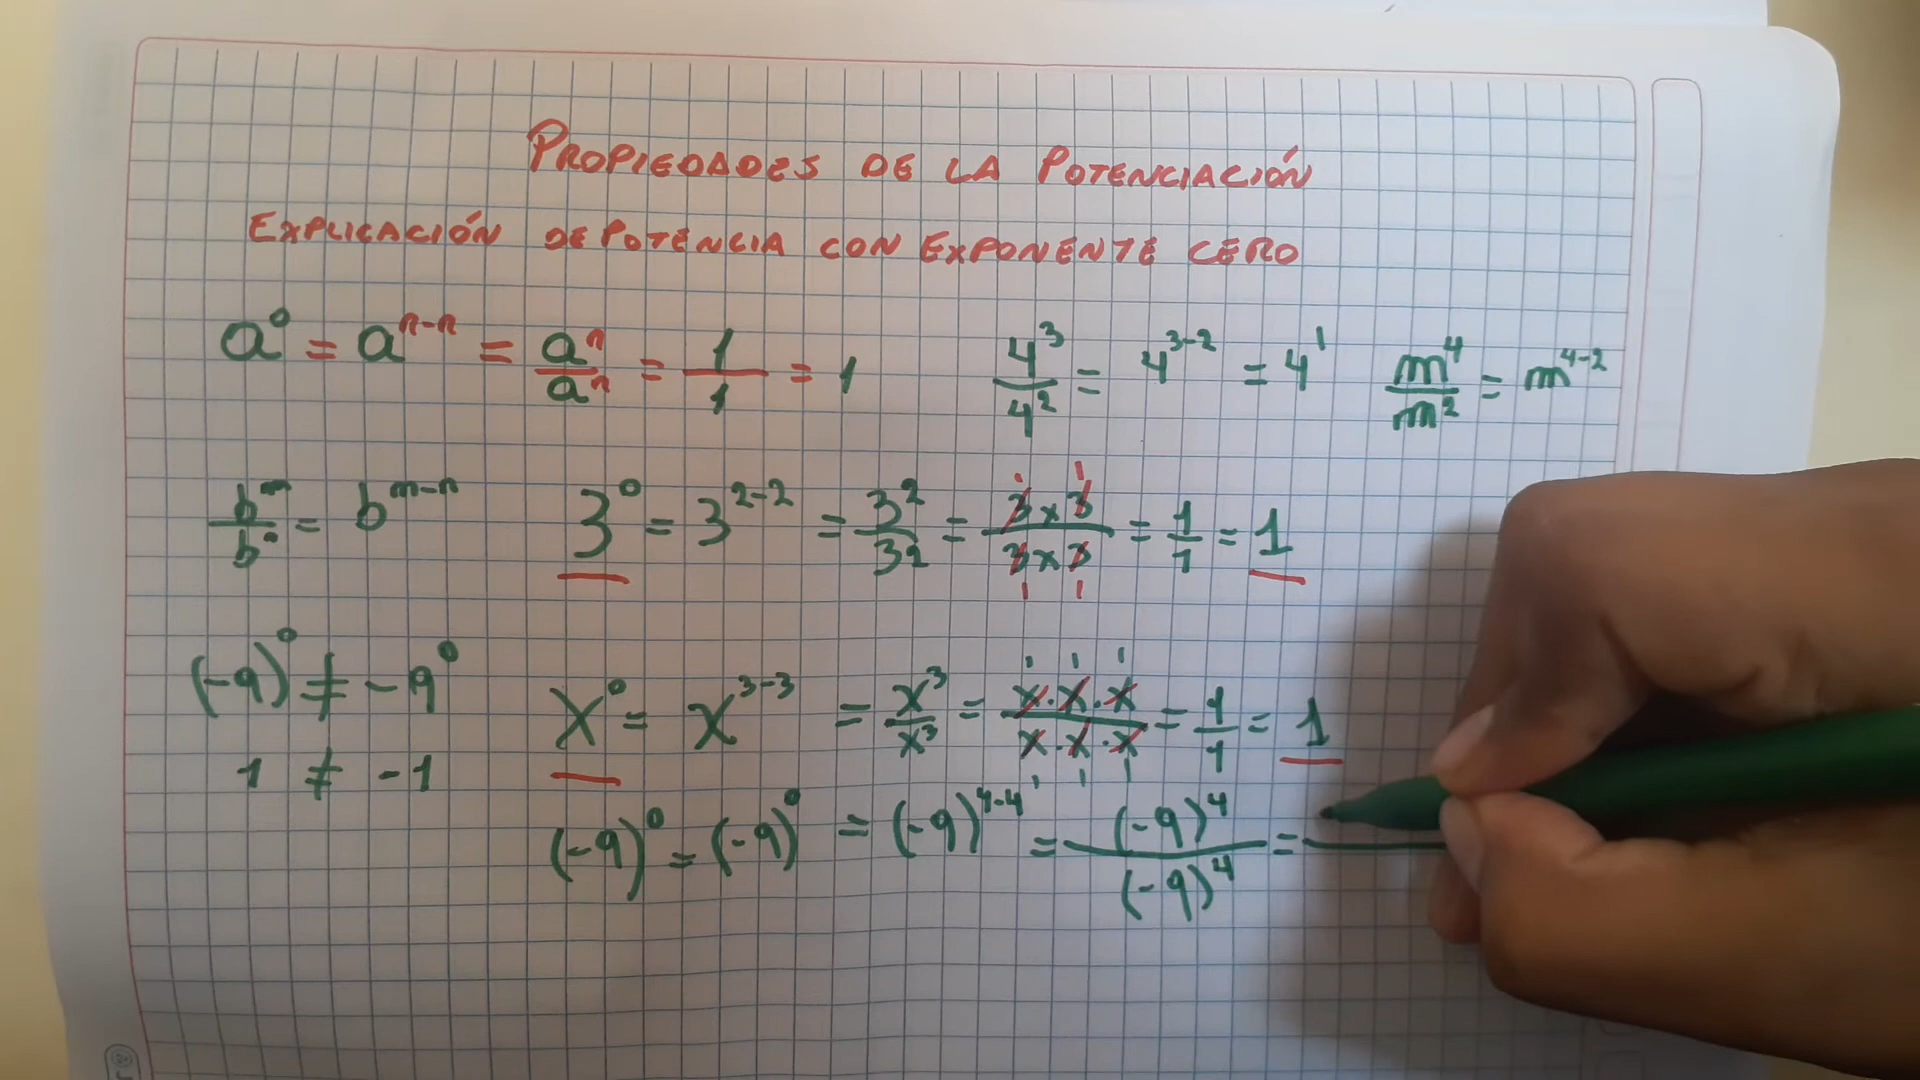 PROPIEDADES DE LA POTENCIACIÓN
EXPLICACIÓN DE POTENCIA CON EXPONENTE CERO
a⁰ = aⁿ⁻ⁿ = aⁿ/aⁿ = 1/1 = 1    4³/4² = 4³⁻² = 4¹    m⁴/m² = m⁴⁻²
bᵐ/bⁿ = bᵐ⁻ⁿ    3⁰ = 3²⁻² = 3²/3² = 3x3/3x3 = 1/1 = 1
(-9)⁰ ≠ -9⁰    x⁰ = x³⁻³ = x³/x³ = x·x·x/x·x·x = 1/1 = 1
1 ≠ -1
(-9)⁰ = (-9)⁰ = (-9)⁴⁻⁴ = (-9)⁴/(-9)⁴ =